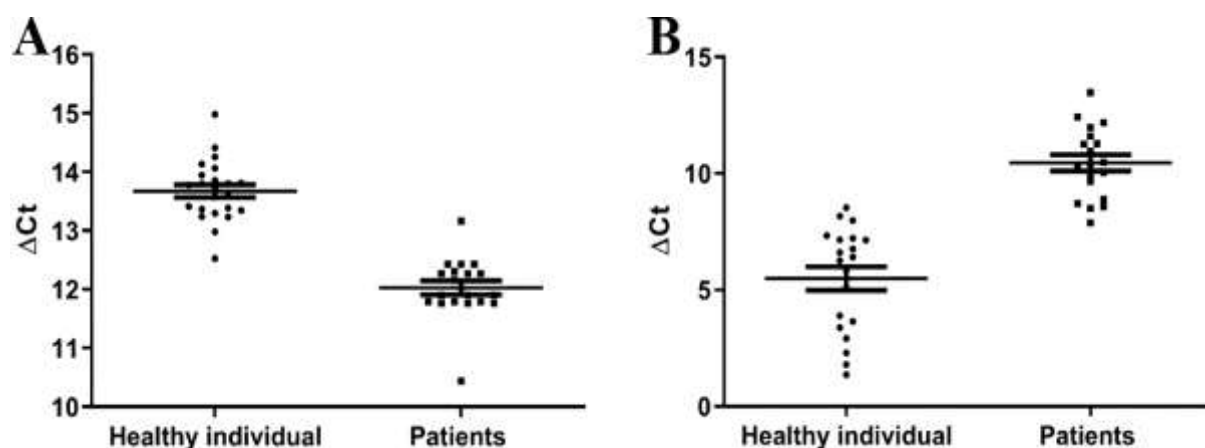 A
ΔCt
16
15
14
13
12
11
10
Healthy individual
Patients
B
ΔCt
15
10
5
0
Healthy individual
Patients